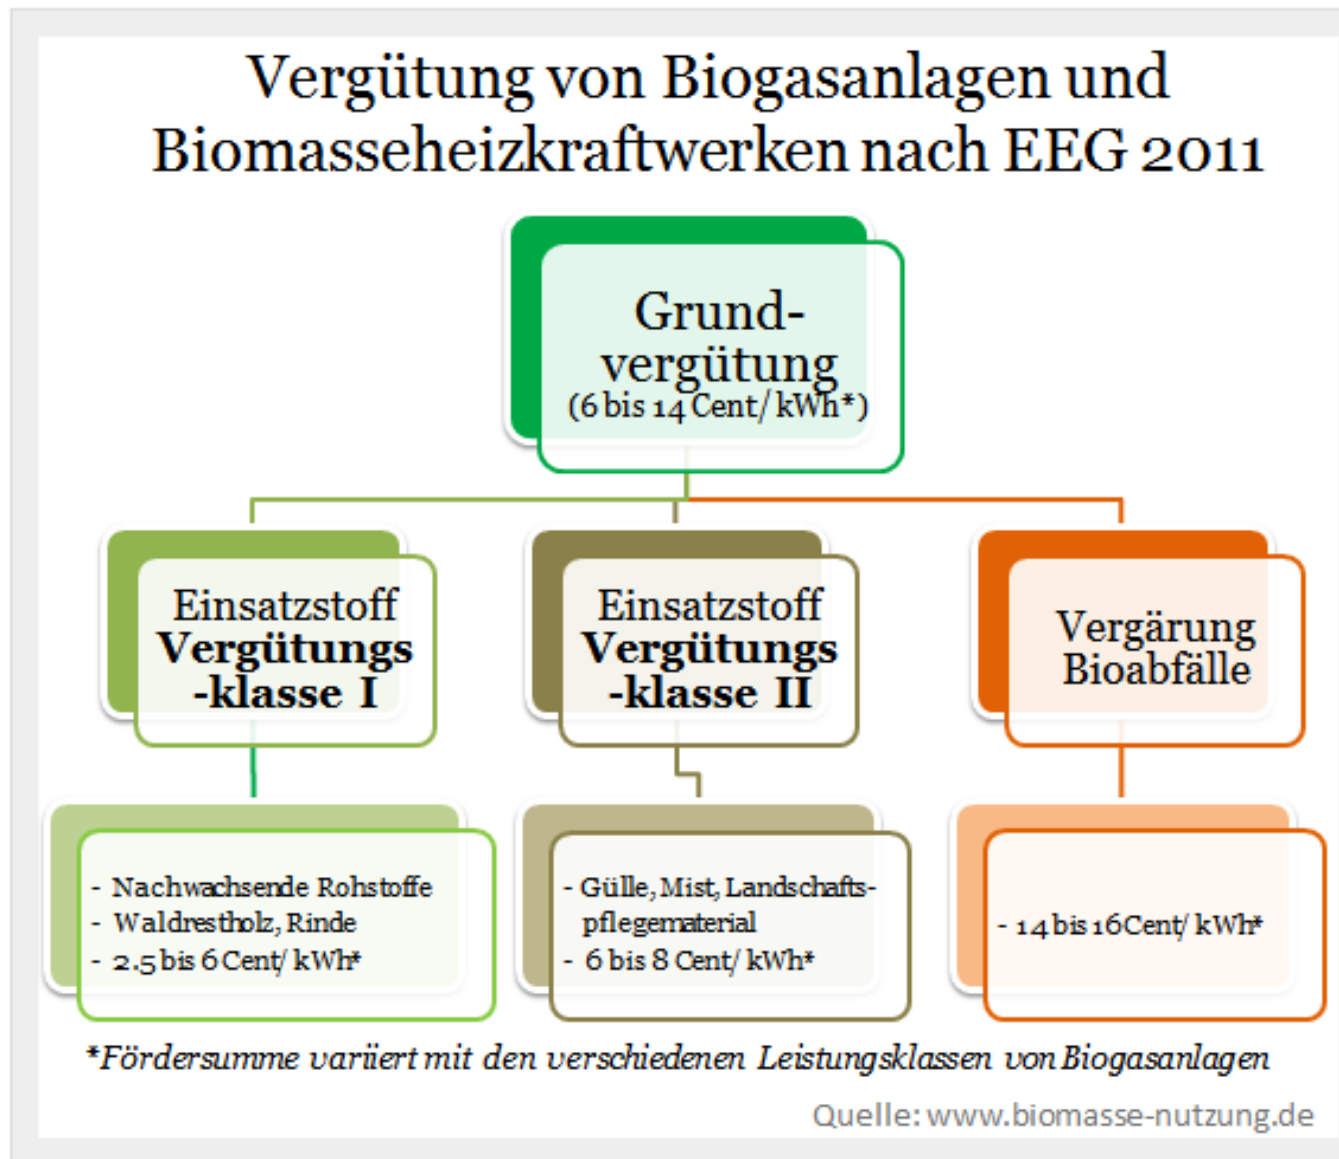 Vergütung von Biogasanlagen und
Biomasseheizkraftwerken nach EEG 2011
Grund-
vergütung
(6 bis 14 Cent/ kWh*)
Einsatzstoff
Vergütungs
-klasse I
Einsatzstoff
Vergütungs
-klasse II
Vergärung
Bioabfälle
- Nachwachsende Rohstoffe
- Waldrestholz, Rinde
- 2.5 bis 6 Cent/ kWh*
- Gülle, Mist, Landschafts-
pflegematerial
- 6 bis 8 Cent/ kWh*
- 14 bis 16 Cent/ kWh*
*Fördersumme variiert mit den verschiedenen Leistungsklassen von Biogasanlagen
Quelle: www.biomasse-nutzung.de